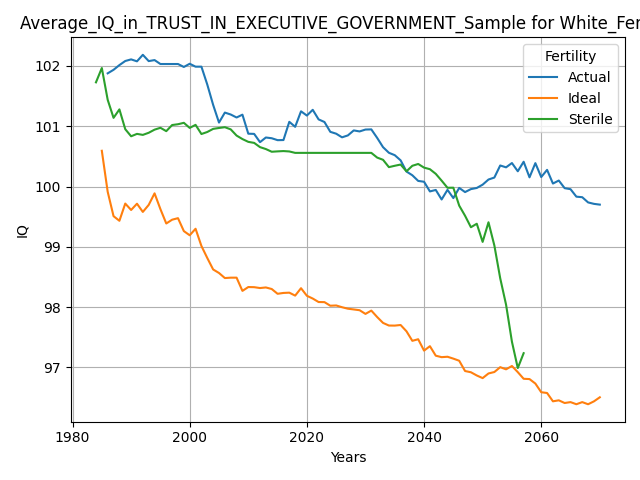 Average_IQ_in_TRUST_IN_EXECUTIVE_GOVERNMENT_Sample for White_Fer
Fertility
Actual
Ideal
Sterile
102
101
100
99
98
97
IQ
1980
2000
2020
2040
2060
Years